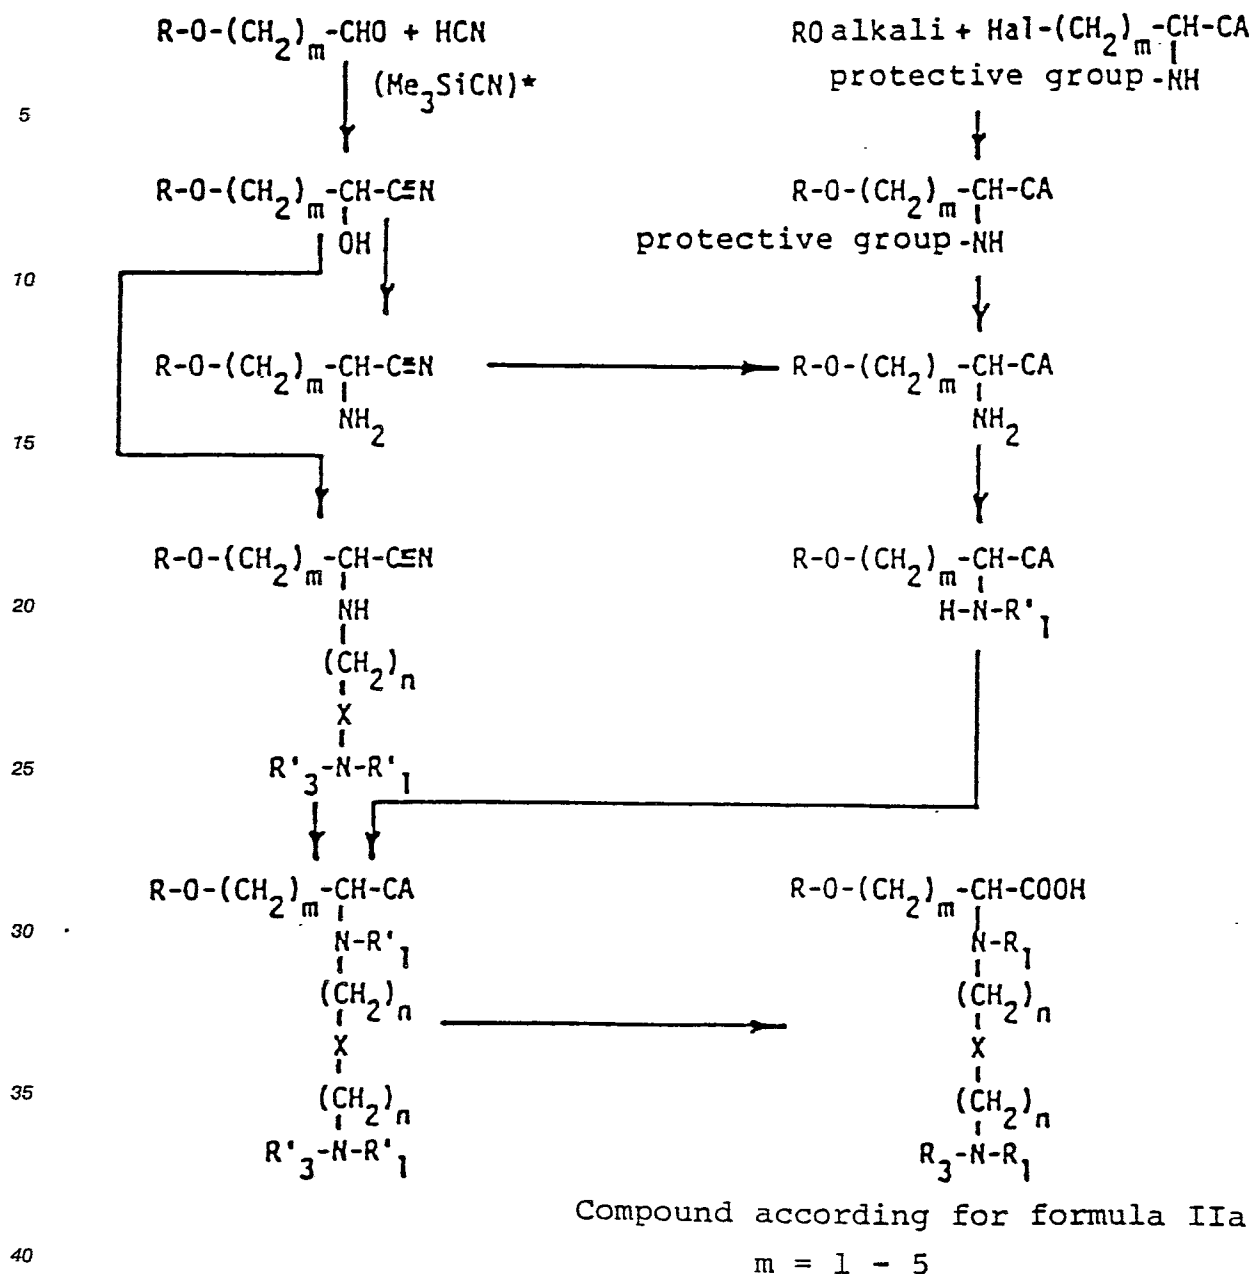 R-O-(CH2)m-CHO + HCN
RO alkali + Hal-(CH2)m-CH-CA
protective group -NH
(Me3SiCN)*
5
R-O-(CH2)m-CH-C≡N
OH
R-O-(CH2)m-CH-CA
protective group -NH
10
R-O-(CH2)m-CH-C≡N
NH2
R-O-(CH2)m-CH-CA
NH2
15
R-O-(CH2)m-CH-C≡N
NH
(CH2)n
X
R'3-N-R'1
R-O-(CH2)m-CH-CA
H-N-R'1
20
25
R-O-(CH2)m-CH-CA
N-R'1
(CH2)n
X
(CH2)n
R'3-N-R'1
R-O-(CH2)m-CH-COOH
N-R1
(CH2)n
X
(CH2)n
R3-N-R1
30
35
Compound according for formula IIa
m = 1 - 5
40